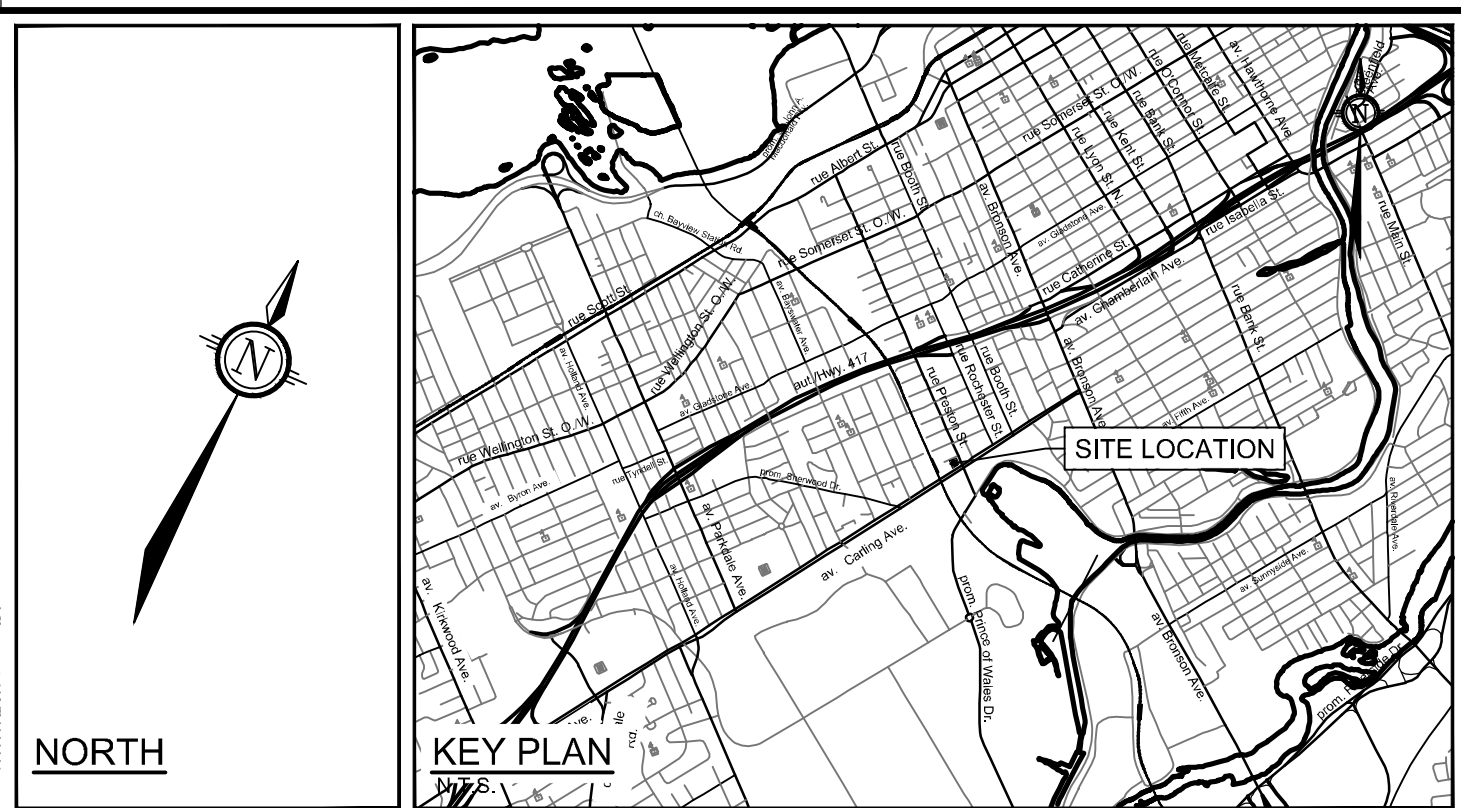 N
NORTH
KEY PLAN
N.T.S.
SITE LOCATION
N
rue Metcalfe St.
av. Hawthorne Ave
rue O'Connor St.
rue Bank St.
rue Kent St.
rue Lyon St. N.
rue Somerset St. O./W.
rue Albert St.
rue Booth St.
av. Bronson Ave.
av. Gladstone Ave.
rue Isabella St.
rue Main St.
rue Catherine St.
av. Chamberlain Ave.
ch. Bayview Station Rd.
rue Somerset St. O./W.
rue Scott St.
rue Wellington St. O./W.
av. Bayswater Ave.
av. Holland Ave.
aut./Hwy. 417
av. Gladstone Ave.
rue Wellington St. O./W.
rue Tyndall St.
av. Byron Ave.
prom. Sherwood Dr.
rue Preston St.
rue Rochester St.
rue Booth St.
av. Bronson Ave.
rue Bank St.
av. Fifth Ave.
av. Riverdale Ave.
av. Sunnyside Ave.
av. Carling Ave.
av. Parkdale Ave.
av. Holland Ave.
av. Kirkwood Ave.
prom. Prince of Wales Dr.
av. Bronson Ave.